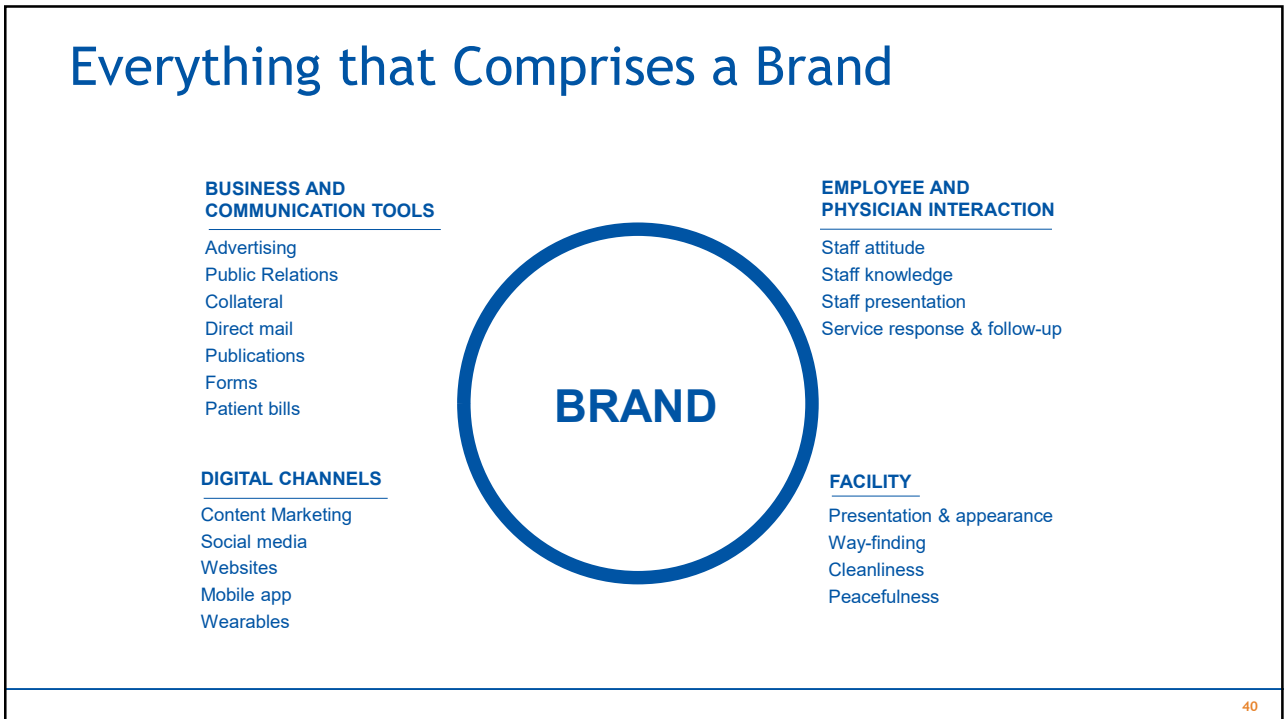 Everything that Comprises a Brand
BUSINESS AND
COMMUNICATION TOOLS
Advertising
Public Relations
Collateral
Direct mail
Publications
Forms
Patient bills
DIGITAL CHANNELS
Content Marketing
Social media
Websites
Mobile app
Wearables
BRAND
EMPLOYEE AND
PHYSICIAN INTERACTION
Staff attitude
Staff knowledge
Staff presentation
Service response & follow-up
FACILITY
Presentation & appearance
Way-finding
Cleanliness
Peacefulness
40